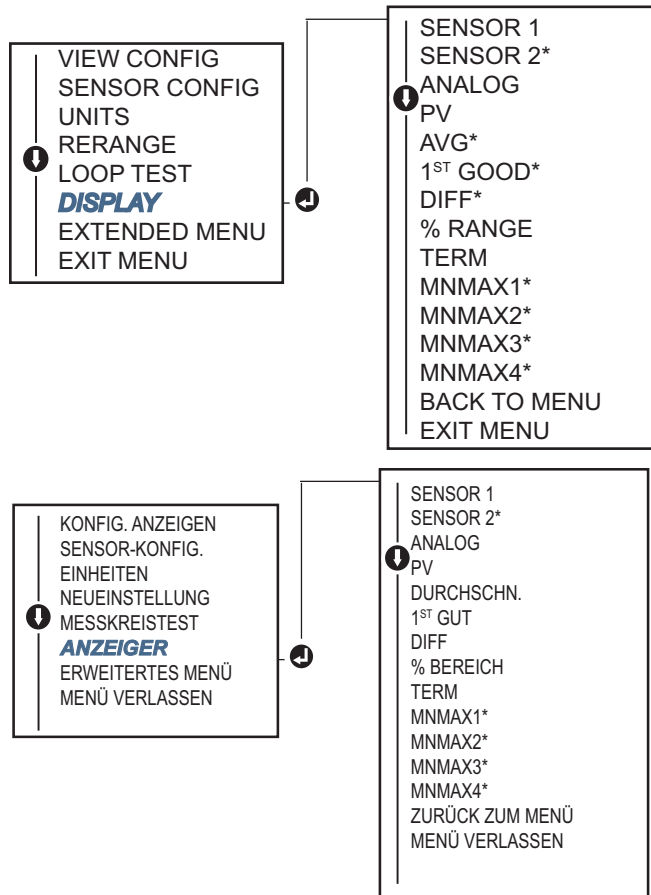 VIEW CONFIG
SENSOR CONFIG
UNITS
RERANGE
LOOP TEST
DISPLAY
EXTENDED MENU
EXIT MENU
SENSOR 1
SENSOR 2*
ANALOG
PV
AVG*
1ST GOOD*
DIFF*
% RANGE
TERM
MNMAX1*
MNMAX2*
MNMAX3*
MNMAX4*
BACK TO MENU
EXIT MENU
KONFIG. ANZEIGEN
SENSOR-KONFIG.
EINHEITEN
NEUEINSTELLUNG
MESSKREISTEST
ANZEIGER
ERWEITERTES MENÜ
MENÜ VERLASSEN
SENSOR 1
SENSOR 2*
ANALOG
PV
DURCHSCHN.
1ST GUT
DIFF
% BEREICH
TERM
MNMAX1*
MNMAX2*
MNMAX3*
MNMAX4*
ZURÜCK ZUM MENÜ
MENÜ VERLASSEN